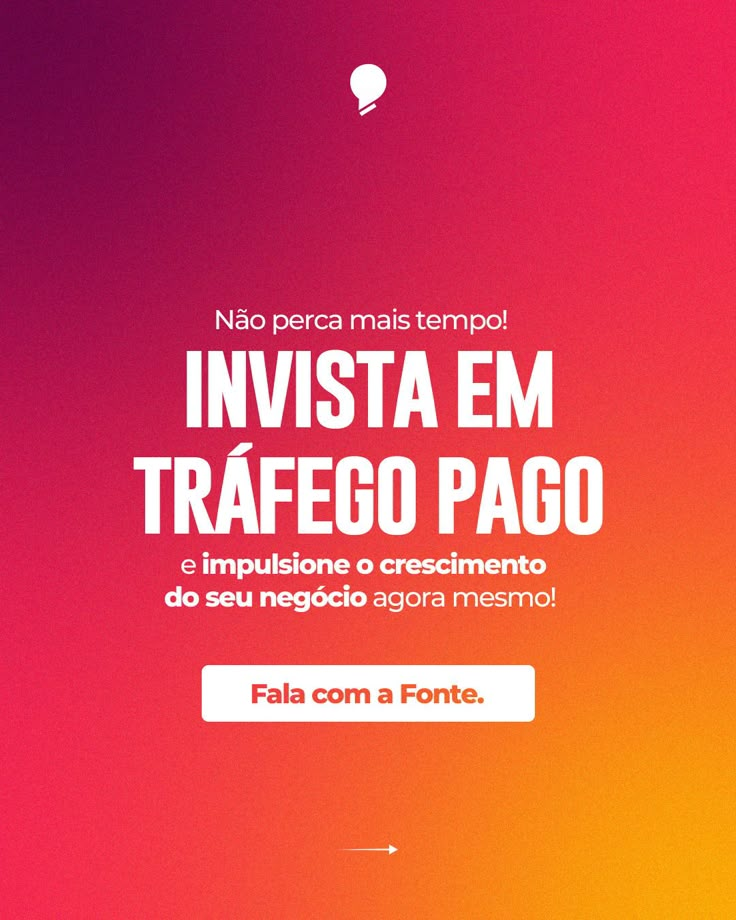 Não perca mais tempo!
INVISTA EM
TRÁFEGO PAGO
e impulsione o crescimento
do seu negócio agora mesmo!
Fala com a Fonte.